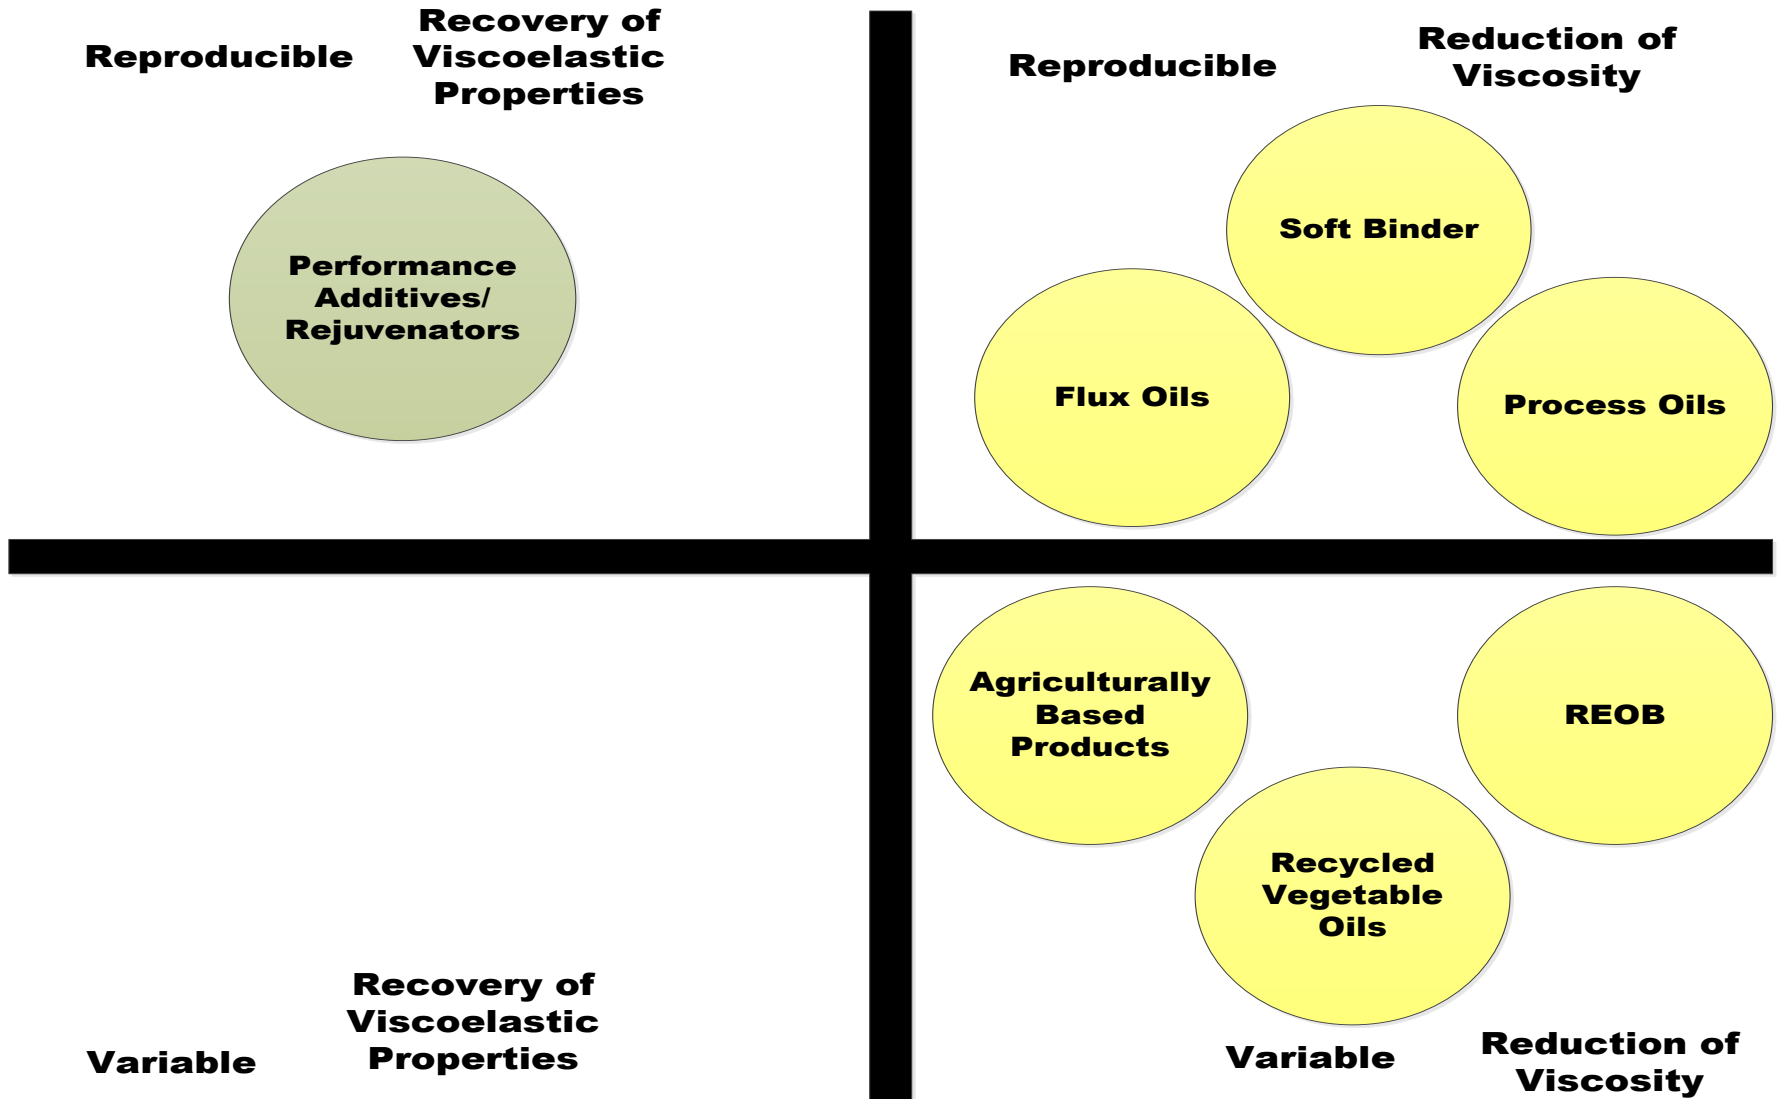 Reproducible
Recovery of
Viscoelastic
Properties
Performance
Additives/
Rejuvenators
Reproducible
Reduction of
Viscosity
Soft Binder
Flux Oils
Process Oils
Variable
Recovery of
Viscoelastic
Properties
Agriculturally
Based
Products
REOB
Recycled
Vegetable
Oils
Variable
Reduction of
Viscosity